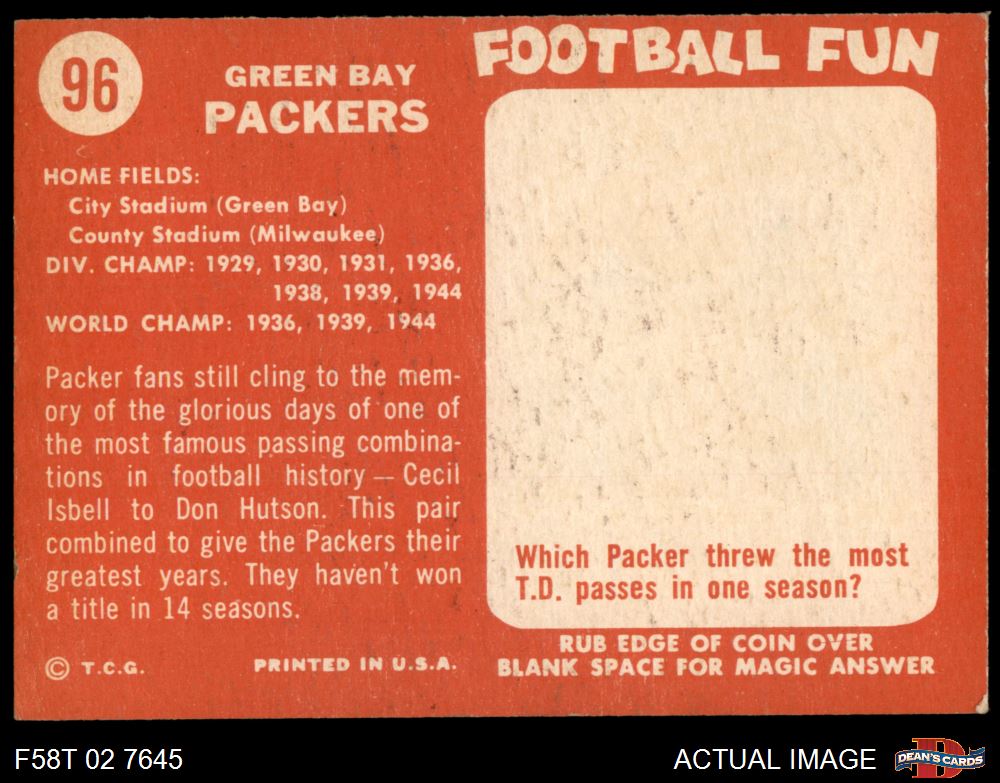 96
GREEN BAY
PACKERS
HOME FIELDS:
City Stadium (Green Bay)
County Stadium (Milwaukee)
DIV. CHAMP: 1929, 1930, 1931, 1936,
1938, 1939, 1944
WORLD CHAMP: 1936, 1939, 1944
Packer fans still cling to the mem-
ory of the glorious days of one of
the most famous passing combina-
tions in football history — Cecil
Isbell to Don Hutson. This pair
combined to give the Packers their
greatest years. They haven't won
a title in 14 seasons.
© T.C.G. PRINTED IN U.S.A.
FOOTBALL FUN
Which Packer threw the most
T.D. passes in one season?
RUB EDGE OF COIN OVER
BLANK SPACE FOR MAGIC ANSWER
F58T 02 7645
ACTUAL IMAGE
D
DEAN'S CARDS